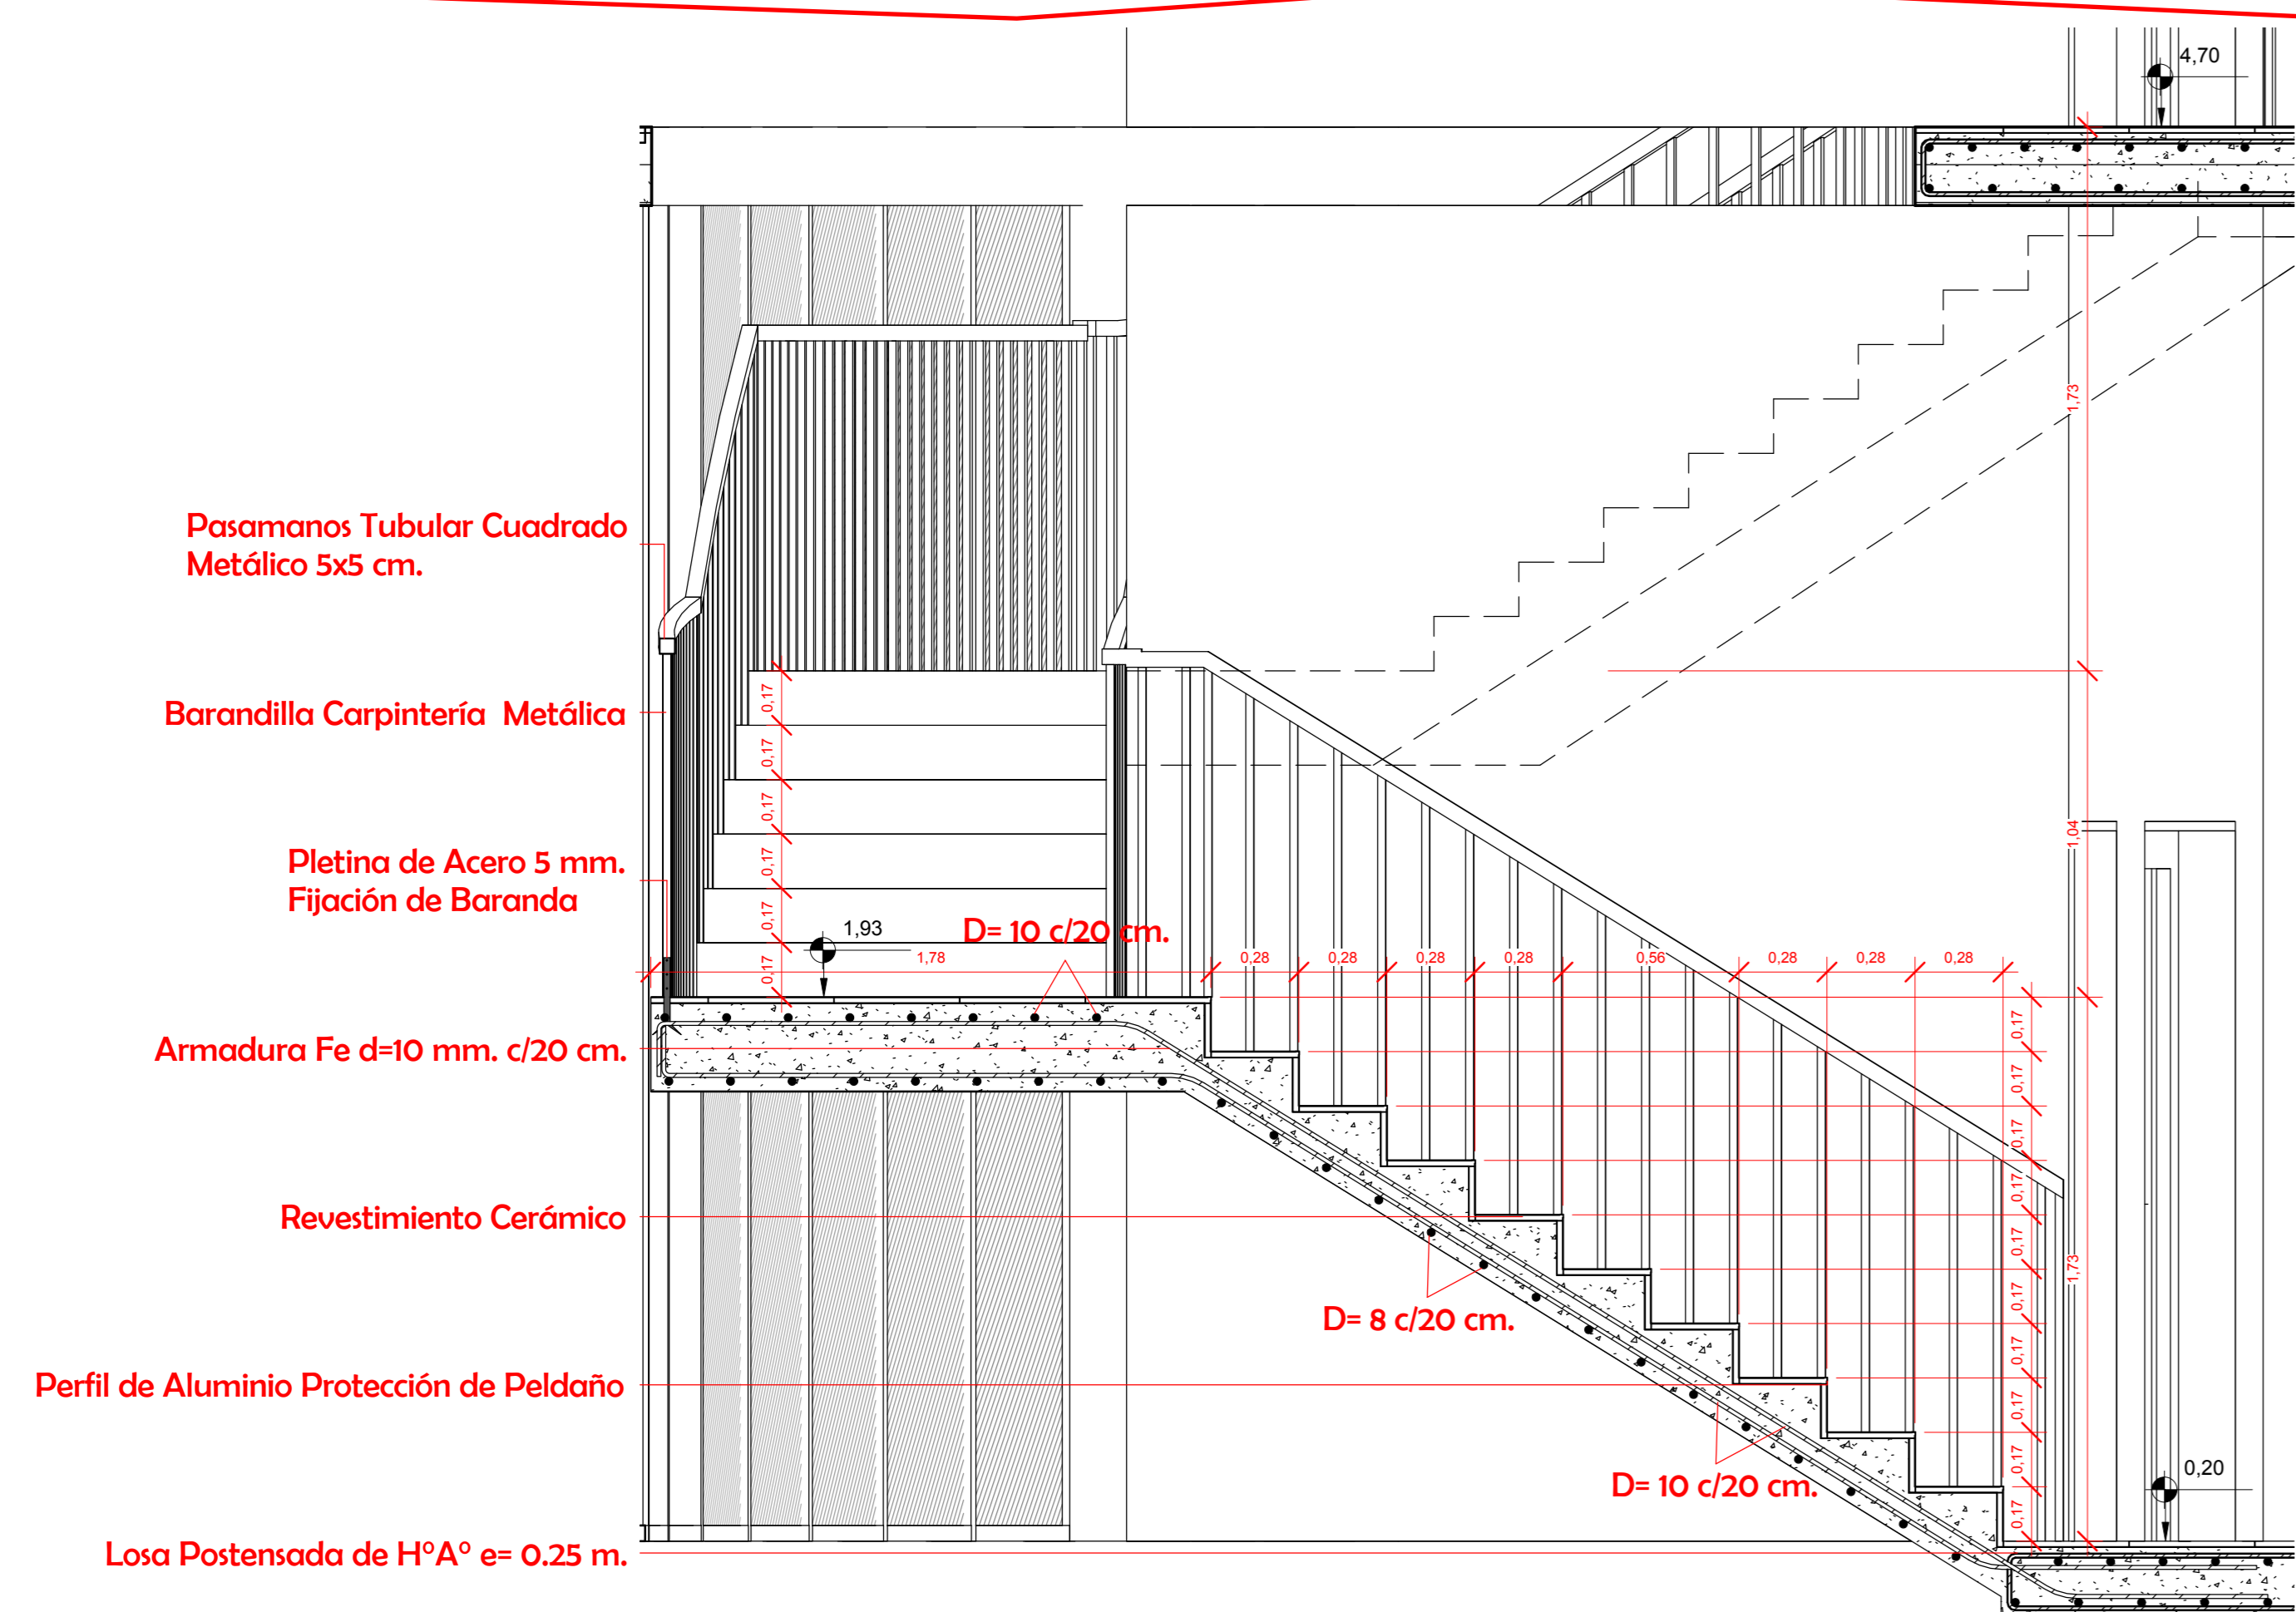 4,70
1,73
Pasamanos Tubular Cuadrado
Metálico 5x5 cm.
Barandilla Carpintería Metálica
0,17
0,17
0,17
0,17
0,17
0,17
1,04
Pletina de Acero 5 mm.
Fijación de Baranda
1,93
D= 10 c/20 cm.
1,78
0,28
0,28
0,28
0,28
0,56
0,28
0,28
0,28
Armadura Fe d=10 mm. c/20 cm.
0,17
0,17
0,17
0,17
0,17
0,17
0,17
0,17
0,17
0,17
Revestimiento Cerámico
1,73
D= 8 c/20 cm.
Perfil de Aluminio Protección de Peldaño
D= 10 c/20 cm.
0,20
Losa Postensada de HºAº e= 0.25 m.